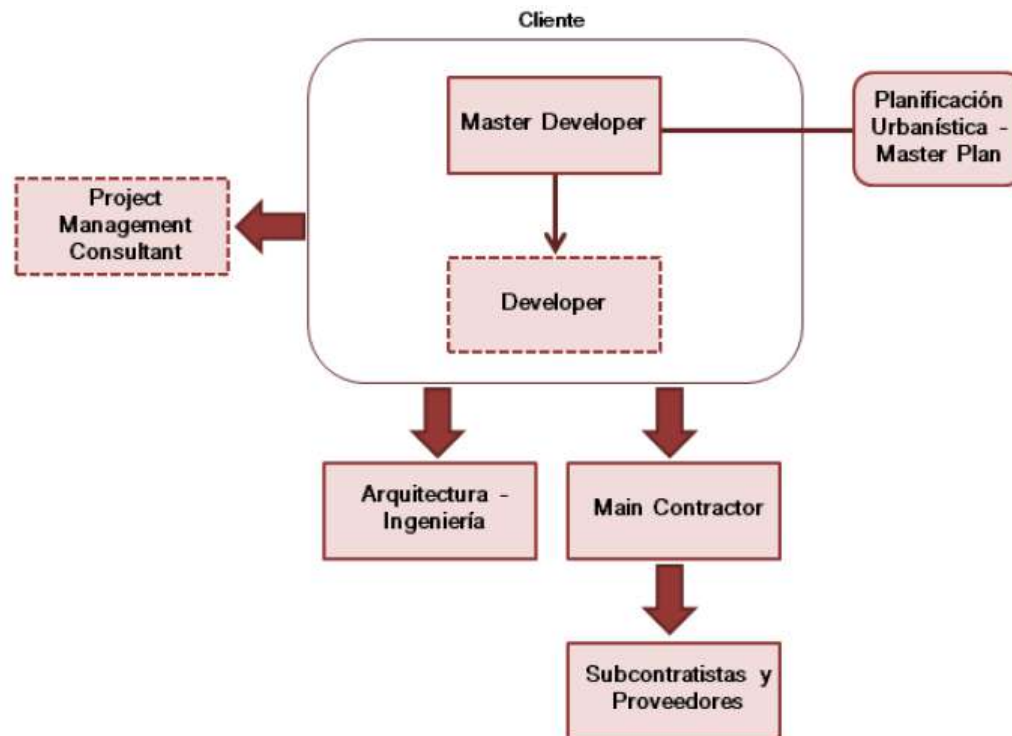 Cliente
Master Developer
Planificación
Urbanística -
Master Plan
Project
Management
Consultant
Developer
Arquitectura -
Ingeniería
Main Contractor
Subcontratistas y
Proveedores